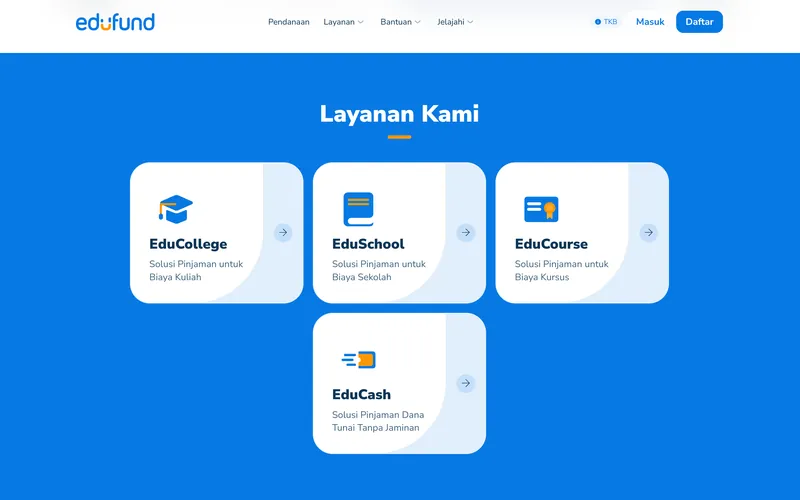 edufund
Pendanaan
Layanan
Bantuan
Jelajahi
TKB
Masuk
Daftar
Layanan Kami
EduCollege
Solusi Pinjaman untuk
Biaya Kuliah
EduSchool
Solusi Pinjaman untuk
Biaya Sekolah
EduCourse
Solusi Pinjaman untuk
Biaya Kursus
EduCash
Solusi Pinjaman Dana
Tunai Tanpa Jaminan